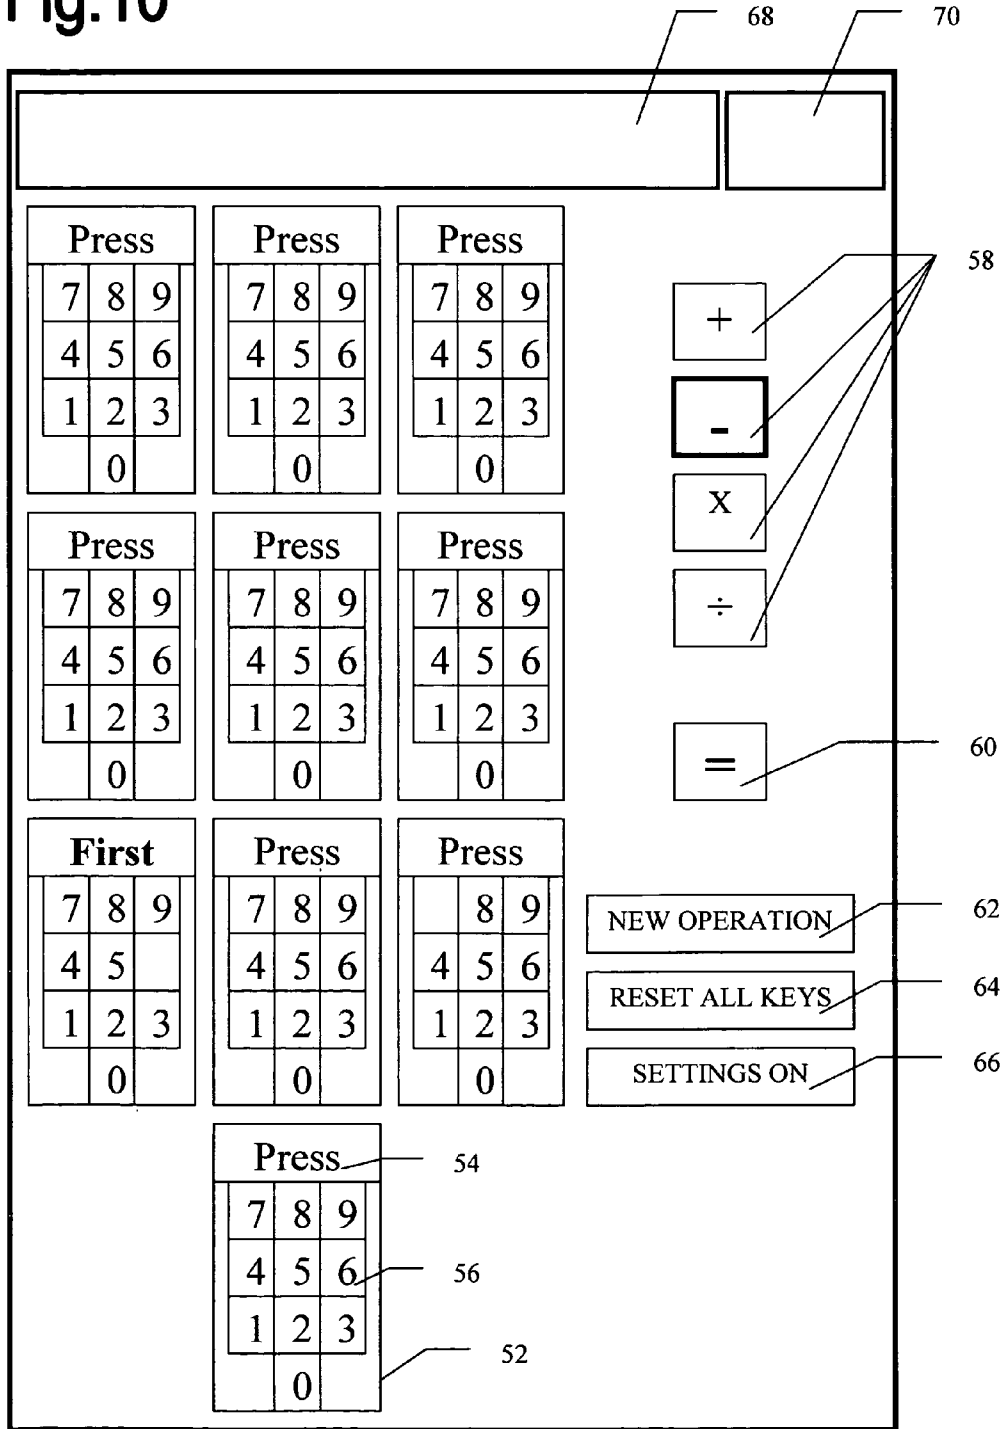 Fig.10
68 70
Press Press Press
7 8 9 7 8 9 7 8 9
58
+
4 5 6 4 5 6 4 5 6
1 2 3 1 2 3 1 2 3
-
0 0 0
X
Press Press Press
7 8 9 7 8 9 7 8 9
÷
4 5 6 4 5 6 4 5 6
1 2 3 1 2 3 1 2 3
0 0 0
=
60
First Press Press
7 8 9 7 8 9 8 9
NEW OPERATION
62
4 5 4 5 6 4 5 6
RESET ALL KEYS
64
1 2 3 1 2 3 1 2 3
0 0 0
SETTINGS ON
66
Press
54
7 8 9
4 5 6
56
1 2 3
52
0